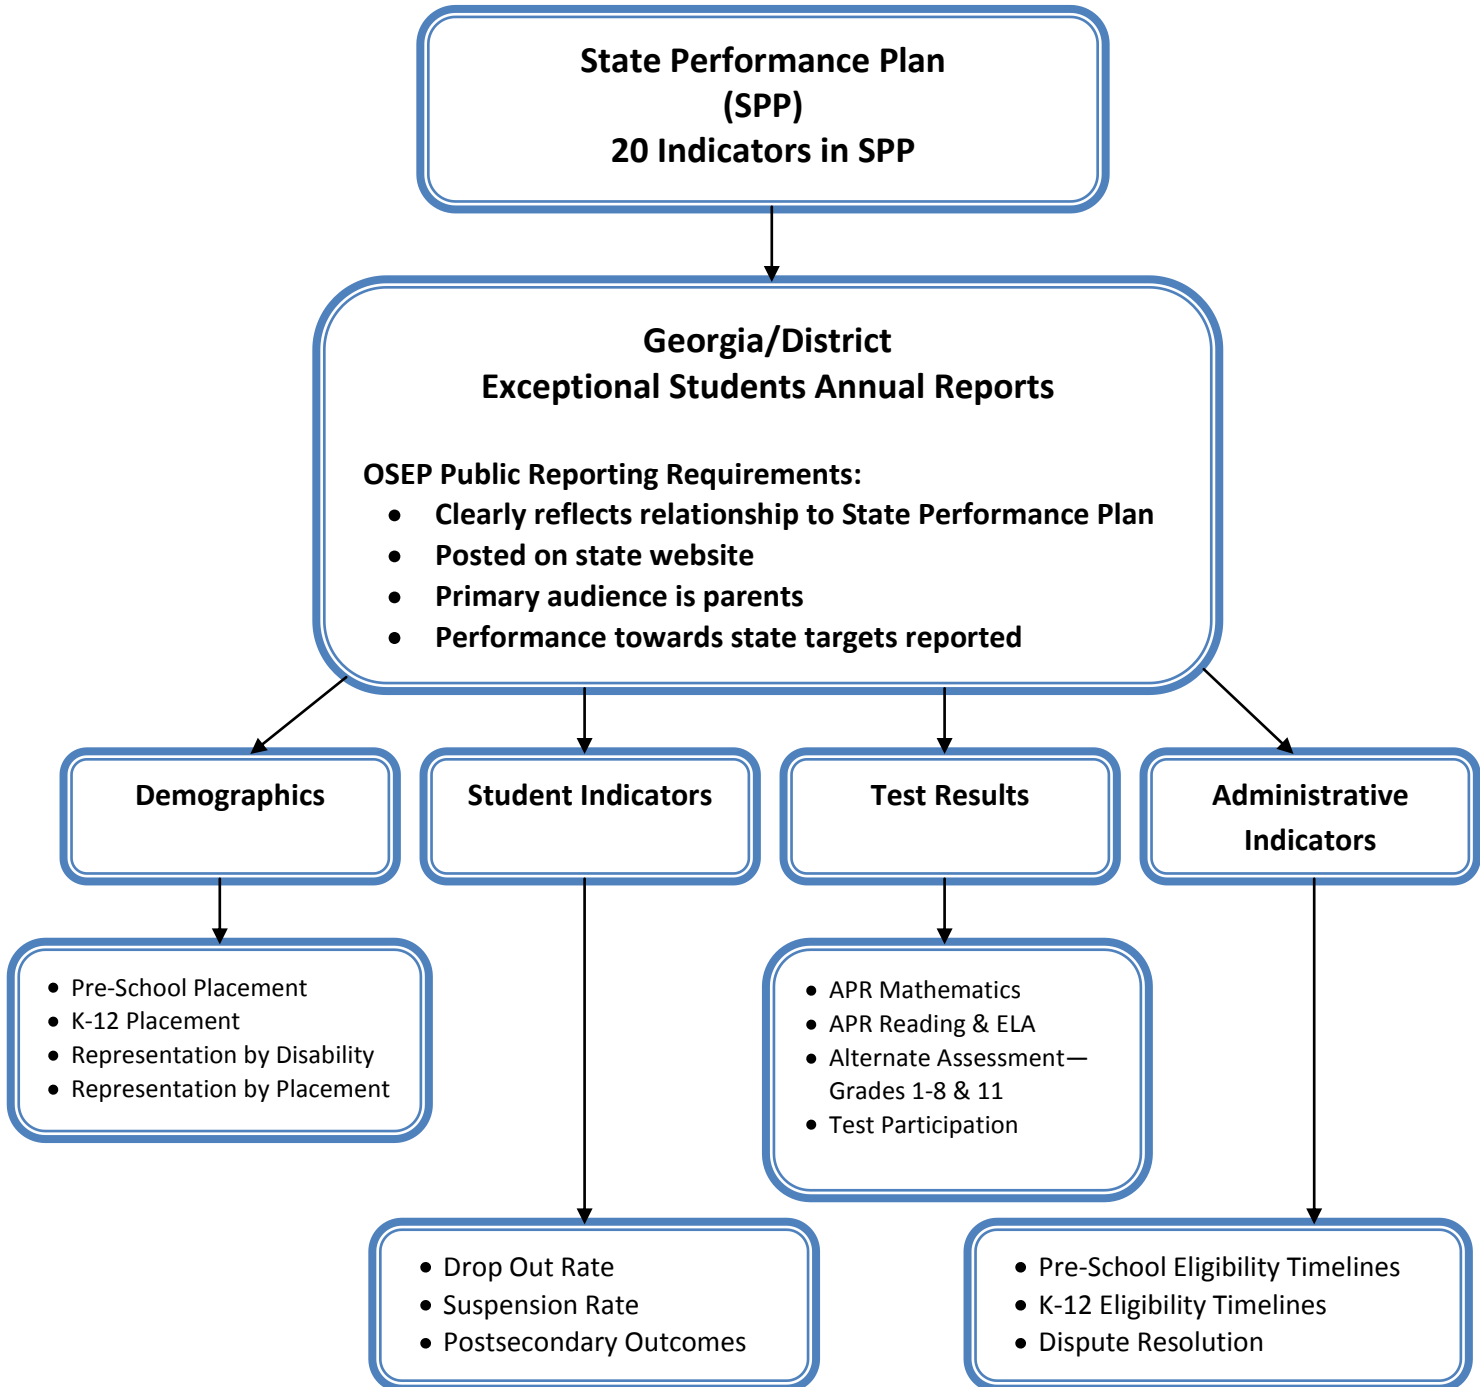 State Performance Plan
(SPP)
20 Indicators in SPP
Georgia/District
Exceptional Students Annual Reports
OSEP Public Reporting Requirements:
• Clearly reflects relationship to State Performance Plan
• Posted on state website
• Primary audience is parents
• Performance towards state targets reported
Demographics
Student Indicators
Test Results
Administrative
Indicators
• Pre-School Placement
• K-12 Placement
• Representation by Disability
• Representation by Placement
• APR Mathematics
• APR Reading & ELA
• Alternate Assessment—
Grades 1-8 & 11
• Test Participation
• Drop Out Rate
• Suspension Rate
• Postsecondary Outcomes
• Pre-School Eligibility Timelines
• K-12 Eligibility Timelines
• Dispute Resolution